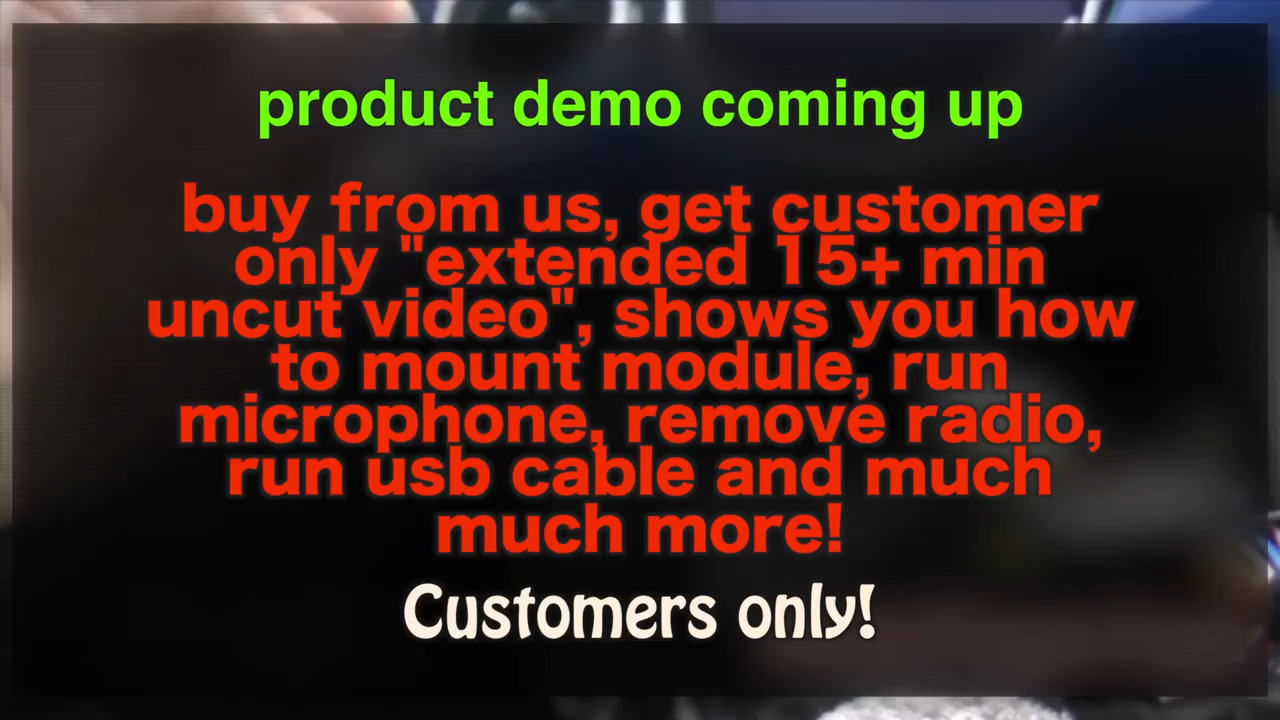 product demo coming up
buy from us, get customer
only "extended 15+ min
uncut video", shows you how
to mount module, run
microphone, remove radio,
run usb cable and much
much more!
Customers only!